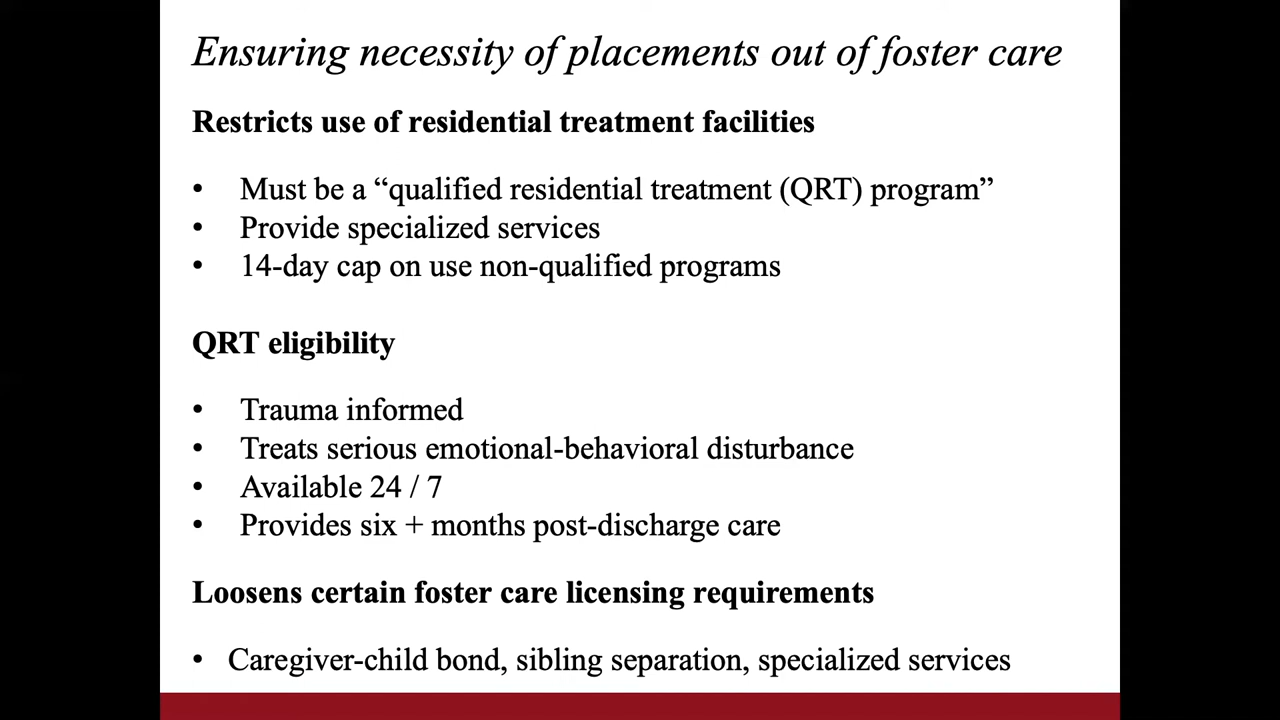 Ensuring necessity of placements out of foster care
Restricts use of residential treatment facilities
• Must be a “qualified residential treatment (QRT) program”
• Provide specialized services
• 14-day cap on use non-qualified programs
QRT eligibility
• Trauma informed
• Treats serious emotional-behavioral disturbance
• Available 24 / 7
• Provides six + months post-discharge care
Loosens certain foster care licensing requirements
• Caregiver-child bond, sibling separation, specialized services